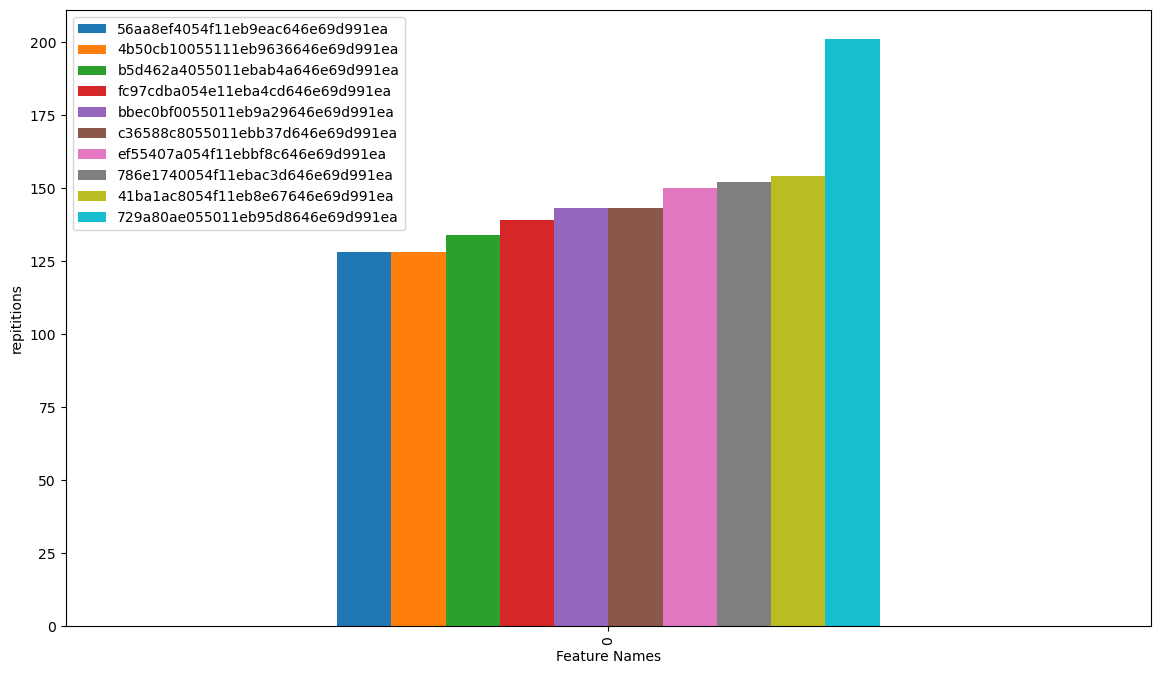 56aa8ef4054f11eb9eac646e69d991ea
4b50cb10055111eb9636646e69d991ea
b5d462a4055011ebab4a646e69d991ea
fc97cdba054e11eba4cd646e69d991ea
bbec0bf0055011eb9a29646e69d991ea
c36588c8055011ebb37d646e69d991ea
ef55407a054f11ebbf8c646e69d991ea
786e1740054f11ebac3d646e69d991ea
41ba1ac8054f11eb8e67646e69d991ea
729a80ae055011eb95d8646e69d991ea
200
175
150
125
100
75
50
25
0
repititions
0
Feature Names